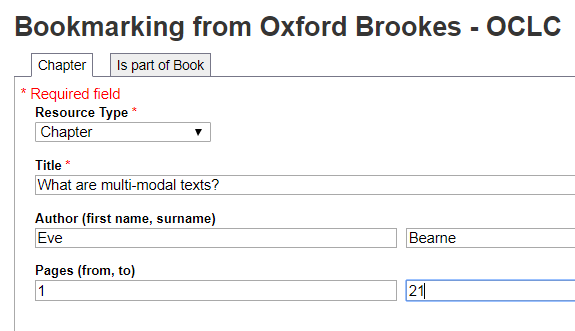 Bookmarking from Oxford Brookes - OCLC
Chapter Is part of Book
* Required field
Resource Type *
Chapter
Title *
What are multi-modal texts?
Author (first name, surname)
Eve Bearne
Pages (from, to)
1 21